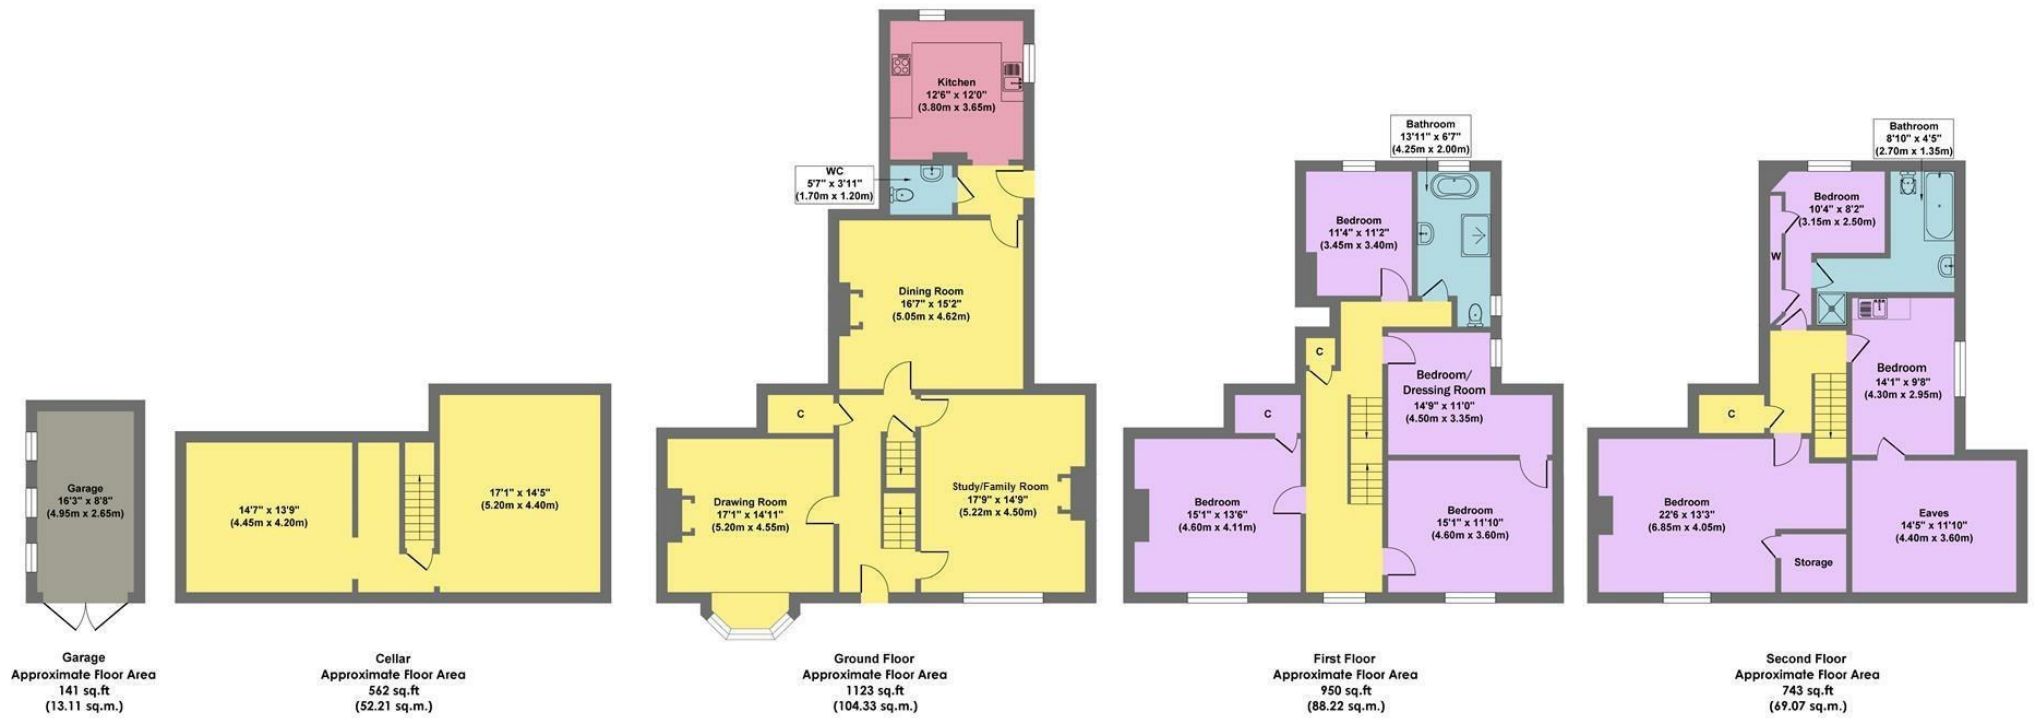 Garage
16'3" x 8'8"
(4.95m x 2.65m)
Garage
Approximate Floor Area
141 sq.ft
(13.11 sq.m.)
14'7" x 13'9"
(4.45m x 4.20m)
17'1" x 14'5"
(5.20m x 4.40m)
Cellar
Approximate Floor Area
562 sq.ft
(52.21 sq.m.)
Kitchen
12'6" x 12'0"
(3.80m x 3.65m)
WC
5'7" x 3'11"
(1.70m x 1.20m)
Dining Room
16'7" x 15'2"
(5.05m x 4.62m)
C
Drawing Room
17'1" x 14'11"
(5.20m x 4.55m)
Study/Family Room
17'9" x 14'9"
(5.22m x 4.50m)
Ground Floor
Approximate Floor Area
1123 sq.ft
(104.33 sq.m.)
Bathroom
13'11" x 6'7"
(4.25m x 2.00m)
Bedroom
11'4" x 11'2"
(3.45m x 3.40m)
C
Bedroom/
Dressing Room
14'9" x 11'0"
(4.50m x 3.35m)
C
Bedroom
15'1" x 13'6"
(4.60m x 4.11m)
Bedroom
15'1" x 11'10"
(4.60m x 3.60m)
First Floor
Approximate Floor Area
950 sq.ft
(88.22 sq.m.)
Bathroom
8'10" x 4'5"
(2.70m x 1.35m)
Bedroom
10'4" x 8'2"
(3.15m x 2.50m)
W
Bedroom
14'1" x 9'8"
(4.30m x 2.95m)
C
Bedroom
22'6 x 13'3"
(6.85m x 4.05m)
Storage
Eaves
14'5" x 11'10"
(4.40m x 3.60m)
Second Floor
Approximate Floor Area
743 sq.ft
(69.07 sq.m.)